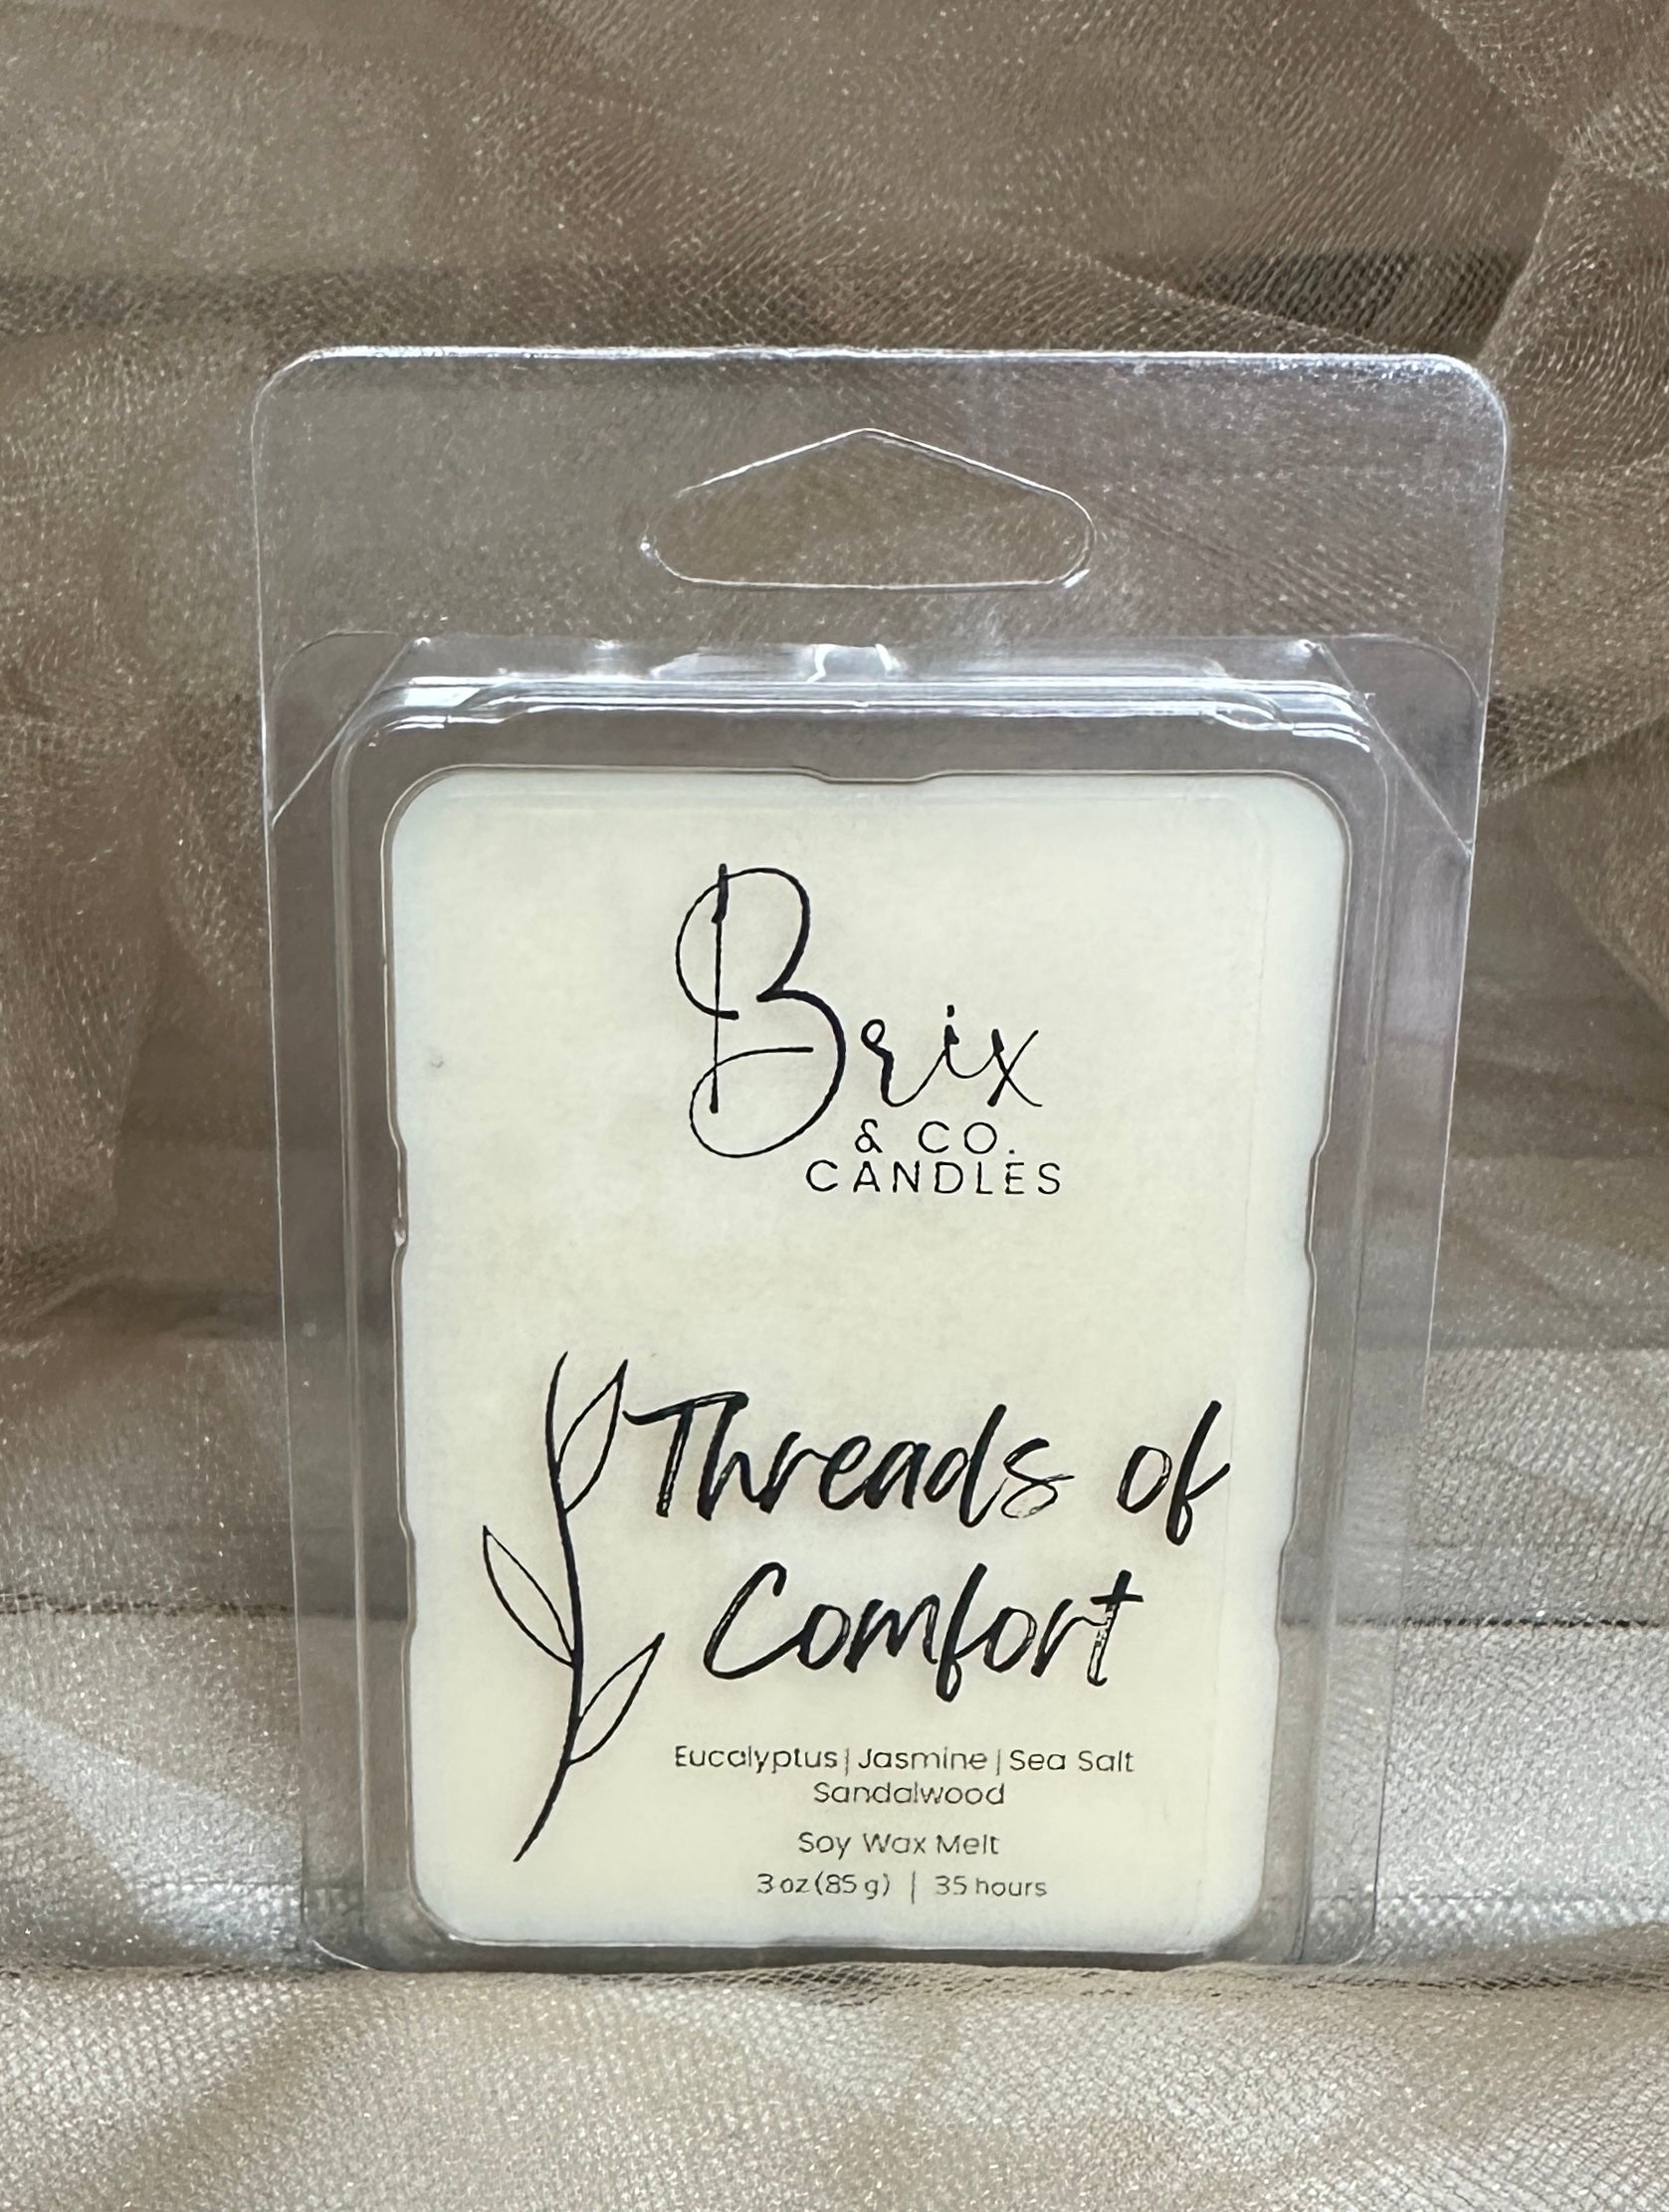 Brix
& CO.
CANDLES
Threads of
Comfort
Eucalyptus | Jasmine | Sea Salt
Sandalwood
Soy Wax Melt
3 oz (85 g) | 35 hours